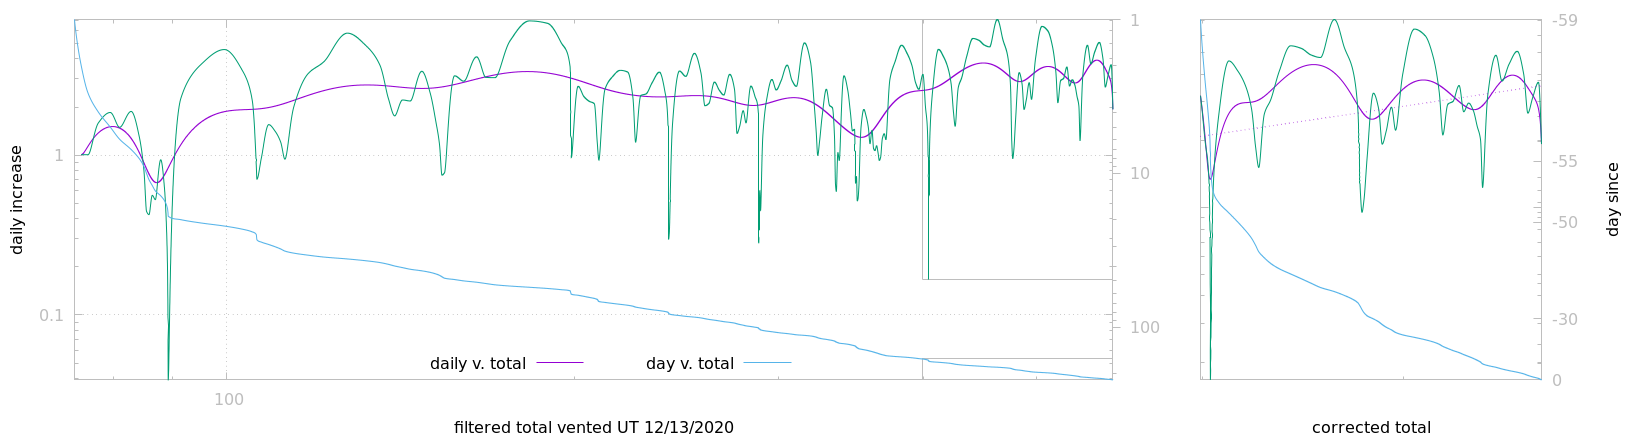 1
-59
daily increase
1
10
-55
-50
day since
0.1
100
-30
daily v. total
day v. total
0
100
filtered total vented UT 12/13/2020
corrected total